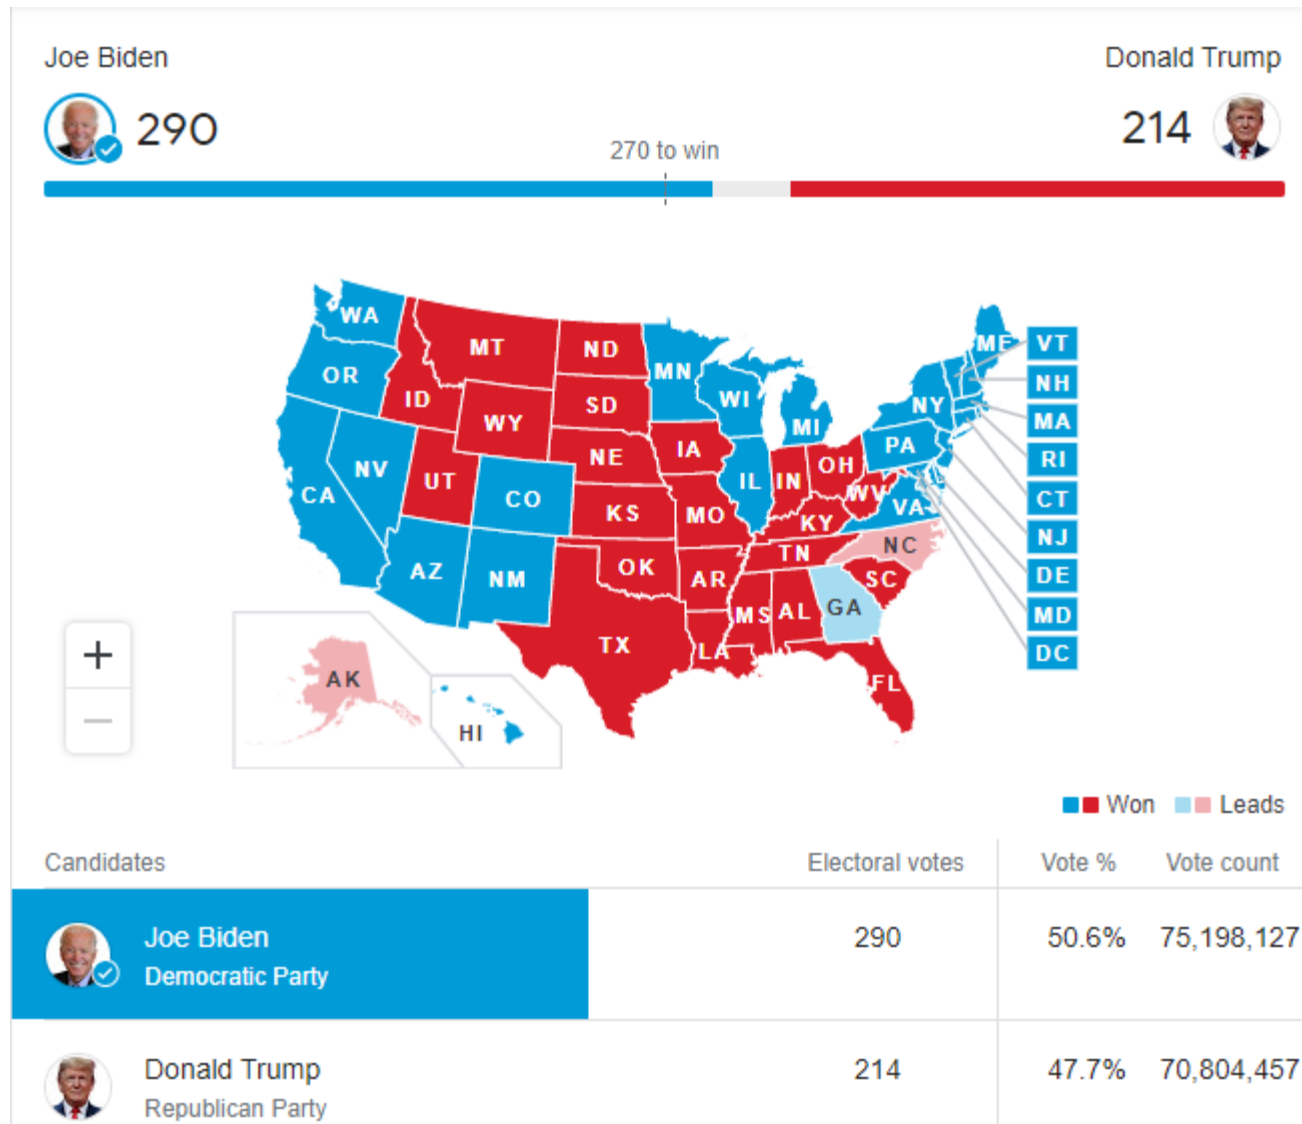 Joe Biden
Donald Trump
290
214
270 to win
WA
MT
ND
MN
ME
VT
OR
ID
SD
WI
NH
WY
MI
NY
MA
NE
IA
PA
RI
NV
UT
CO
IL
IN
OH
WV
VA
CT
CA
KS
MO
KY
NJ
AZ
NM
OK
AR
TN
NC
DE
SC
MS
AL
GA
MD
TX
LA
DC
FL
+
AK
HI
−
Won
Leads
Candidates Electoral votes Vote % Vote count
Joe Biden 290 50.6% 75,198,127
Democratic Party
Donald Trump 214 47.7% 70,804,457
Republican Party